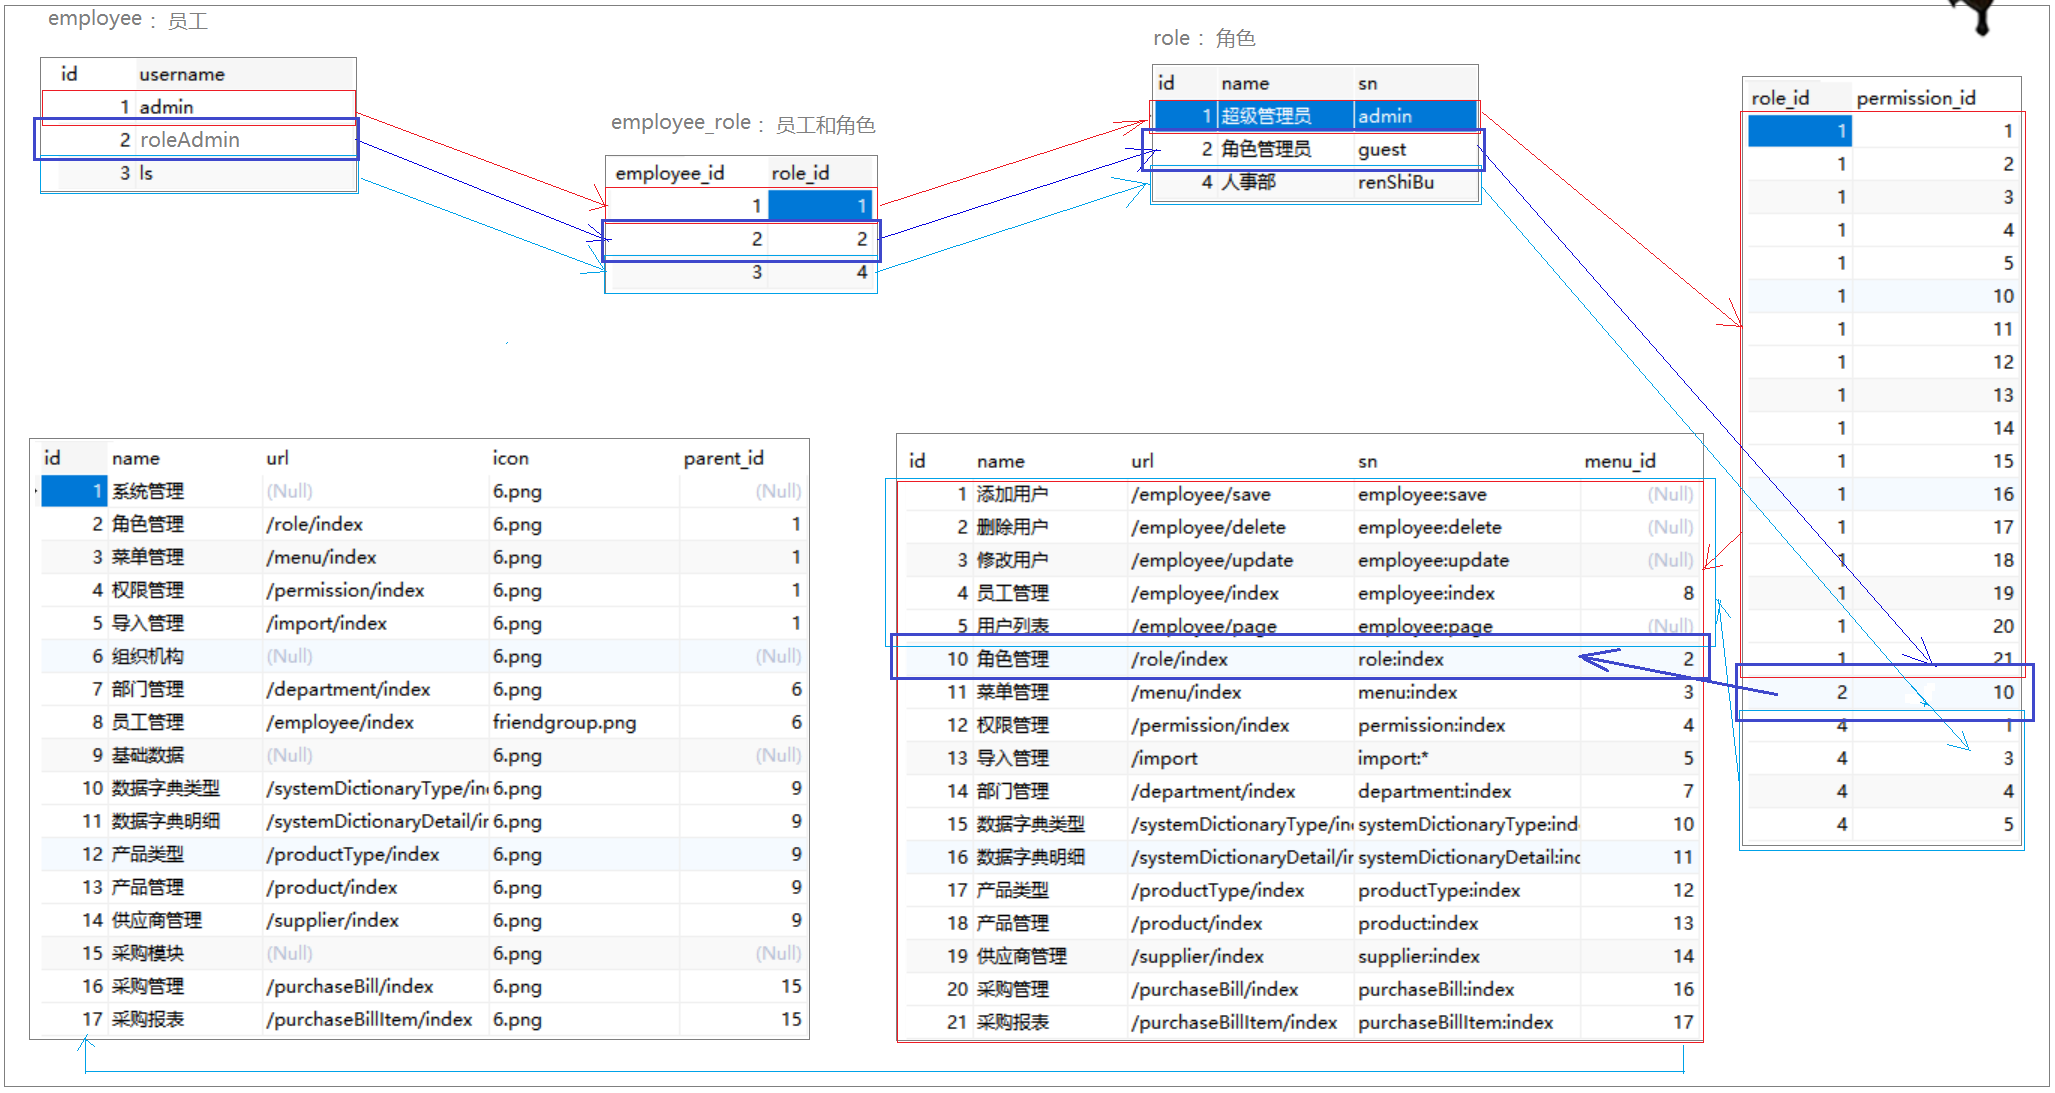 employee： 员工
id username
1 admin
2 roleAdmin
3 ls
employee_role： 员工和角色
employee_id role_id
1 1
2 2
3 4
role： 角色
id name sn
1 超级管理员 admin
2 角色管理员 guest
4 人事部 renShiBu
role_id permission_id
1 1
1 2
1 3
1 4
1 5
1 10
1 11
1 12
1 13
1 14
1 15
1 16
1 17
1 18
1 19
1 20
1 21
2 10
4 1
4 3
4 4
4 5
id name url icon parent_id
1 系统管理 (Null) 6.png (Null)
2 角色管理 /role/index 6.png 1
3 菜单管理 /menu/index 6.png 1
4 权限管理 /permission/index 6.png 1
5 导入管理 /import/index 6.png 1
6 组织机构 (Null) 6.png (Null)
7 部门管理 /department/index 6.png 6
8 员工管理 /employee/index friendgroup.png 6
9 基础数据 (Null) 6.png (Null)
10 数据字典类型 /systemDictionaryType/in 6.png 9
11 数据字典明细 /systemDictionaryDetail/ir 6.png 9
12 产品类型 /productType/index 6.png 9
13 产品管理 /product/index 6.png 9
14 供应商管理 /supplier/index 6.png 9
15 采购模块 (Null) 6.png (Null)
16 采购管理 /purchaseBill/index 6.png 15
17 采购报表 /purchaseBillItem/index 6.png 15
id name url sn menu_id
1 添加用户 /employee/save employee:save (Null)
2 删除用户 /employee/delete employee:delete (Null)
3 修改用户 /employee/update employee:update (Null)
4 员工管理 /employee/index employee:index 8
5 用户列表 /employee/page employee:page (Null)
10 角色管理 /role/index role:index 2
11 菜单管理 /menu/index menu:index 3
12 权限管理 /permission/index permission:index 4
13 导入管理 /import import:* 5
14 部门管理 /department/index department:index 7
15 数据字典类型 /systemDictionaryType/in systemDictionaryType:ind 10
16 数据字典明细 /systemDictionaryDetail/ir systemDictionaryDetail:inc 11
17 产品类型 /productType/index productType:index 12
18 产品管理 /product/index product:index 13
19 供应商管理 /supplier/index supplier:index 14
20 采购管理 /purchaseBill/index purchaseBill:index 16
21 采购报表 /purchaseBillItem/index purchaseBillItem:index 17